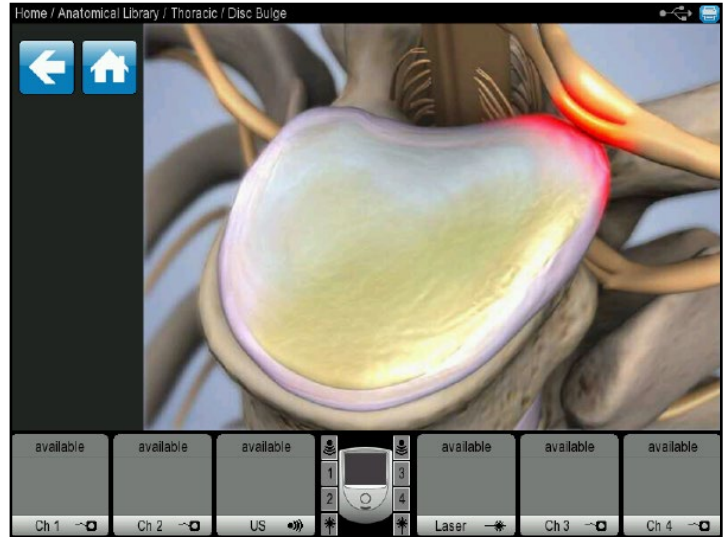 Home / Anatomical Library / Thoracic / Disc Bulge
available available available available available available
1 3
2 4
Ch 1 Ch 2 US Laser Ch 3 Ch 4